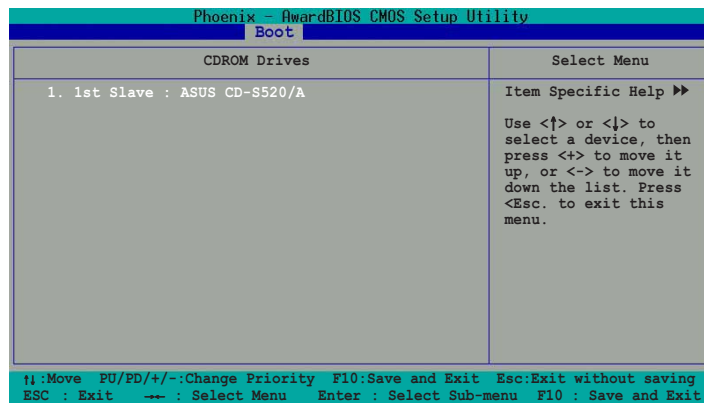 Phoenix - AwardBIOS CMOS Setup Utility
Boot
CDROM Drives
Select Menu
1. 1st Slave : ASUS CD-S520/A
Item Specific Help ▶▶
Use <↑> or <↓> to
select a device, then
press <+> to move it
up, or <-> to move it
down the list. Press
<Esc. to exit this
menu.
↑↓:Move PU/PD/+/-:Change Priority F10:Save and Exit Esc:Exit without saving
ESC : Exit →← : Select Menu Enter : Select Sub-menu F10 : Save and Exit